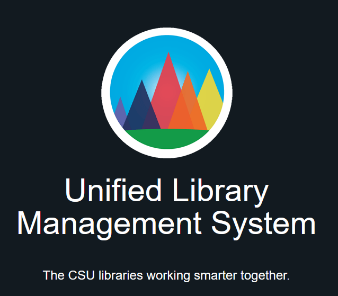 Unified Library
Management System
The CSU libraries working smarter together.